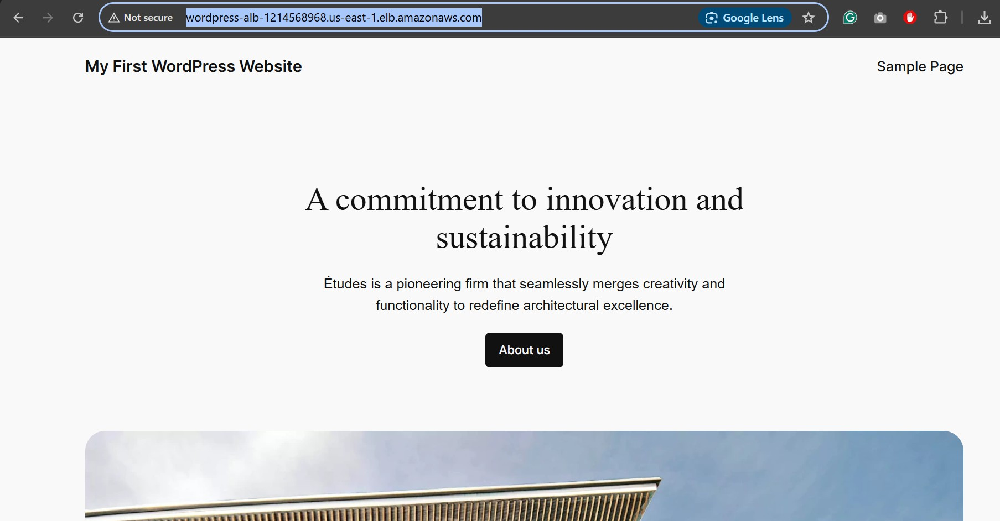 Not secure
wordpress-alb-1214568968.us-east-1.elb.amazonaws.com
Google Lens
My First WordPress Website
Sample Page
A commitment to innovation and
sustainability
Études is a pioneering firm that seamlessly merges creativity and
functionality to redefine architectural excellence.
About us